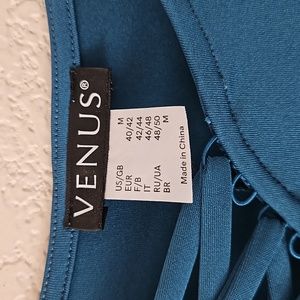 VENUS®
US/GB M
EUR 40/42
F/B 42/44
IT 46/48
RU/UA 48/50
BR M
Made in China